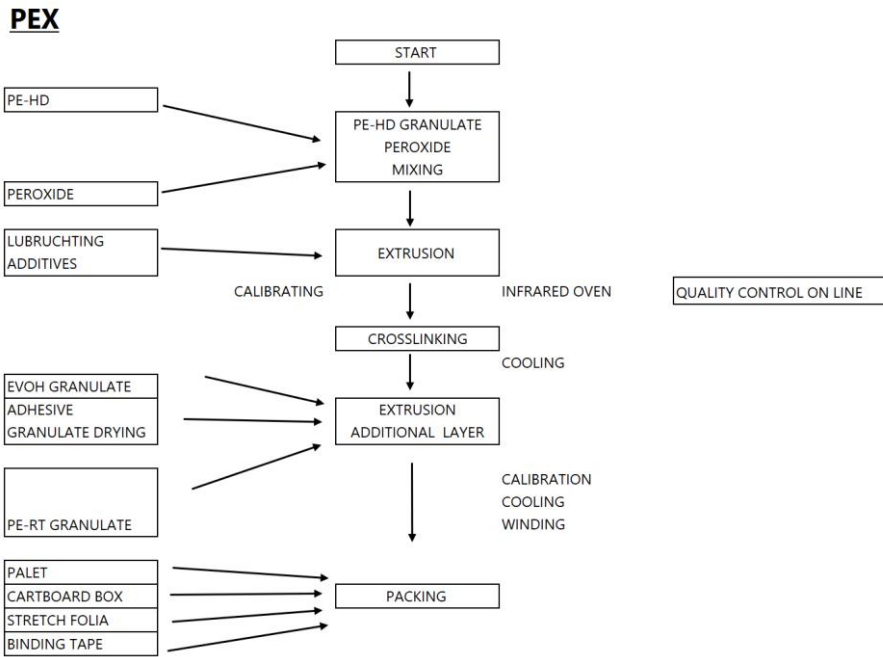 PEX
START
PE-HD
PE-HD GRANULATE
PEROXIDE
MIXING
PEROXIDE
LUBRUCHTING
ADDITIVES
EXTRUSION
CALIBRATING
INFRARED OVEN
QUALITY CONTROL ON LINE
CROSSLINKING
COOLING
EVOH GRANULATE
ADHESIVE
GRANULATE DRYING
EXTRUSION
ADDITIONAL LAYER
PE-RT GRANULATE
CALIBRATION
COOLING
WINDING
PALET
CARTBOARD BOX
STRETCH FOLIA
BINDING TAPE
PACKING